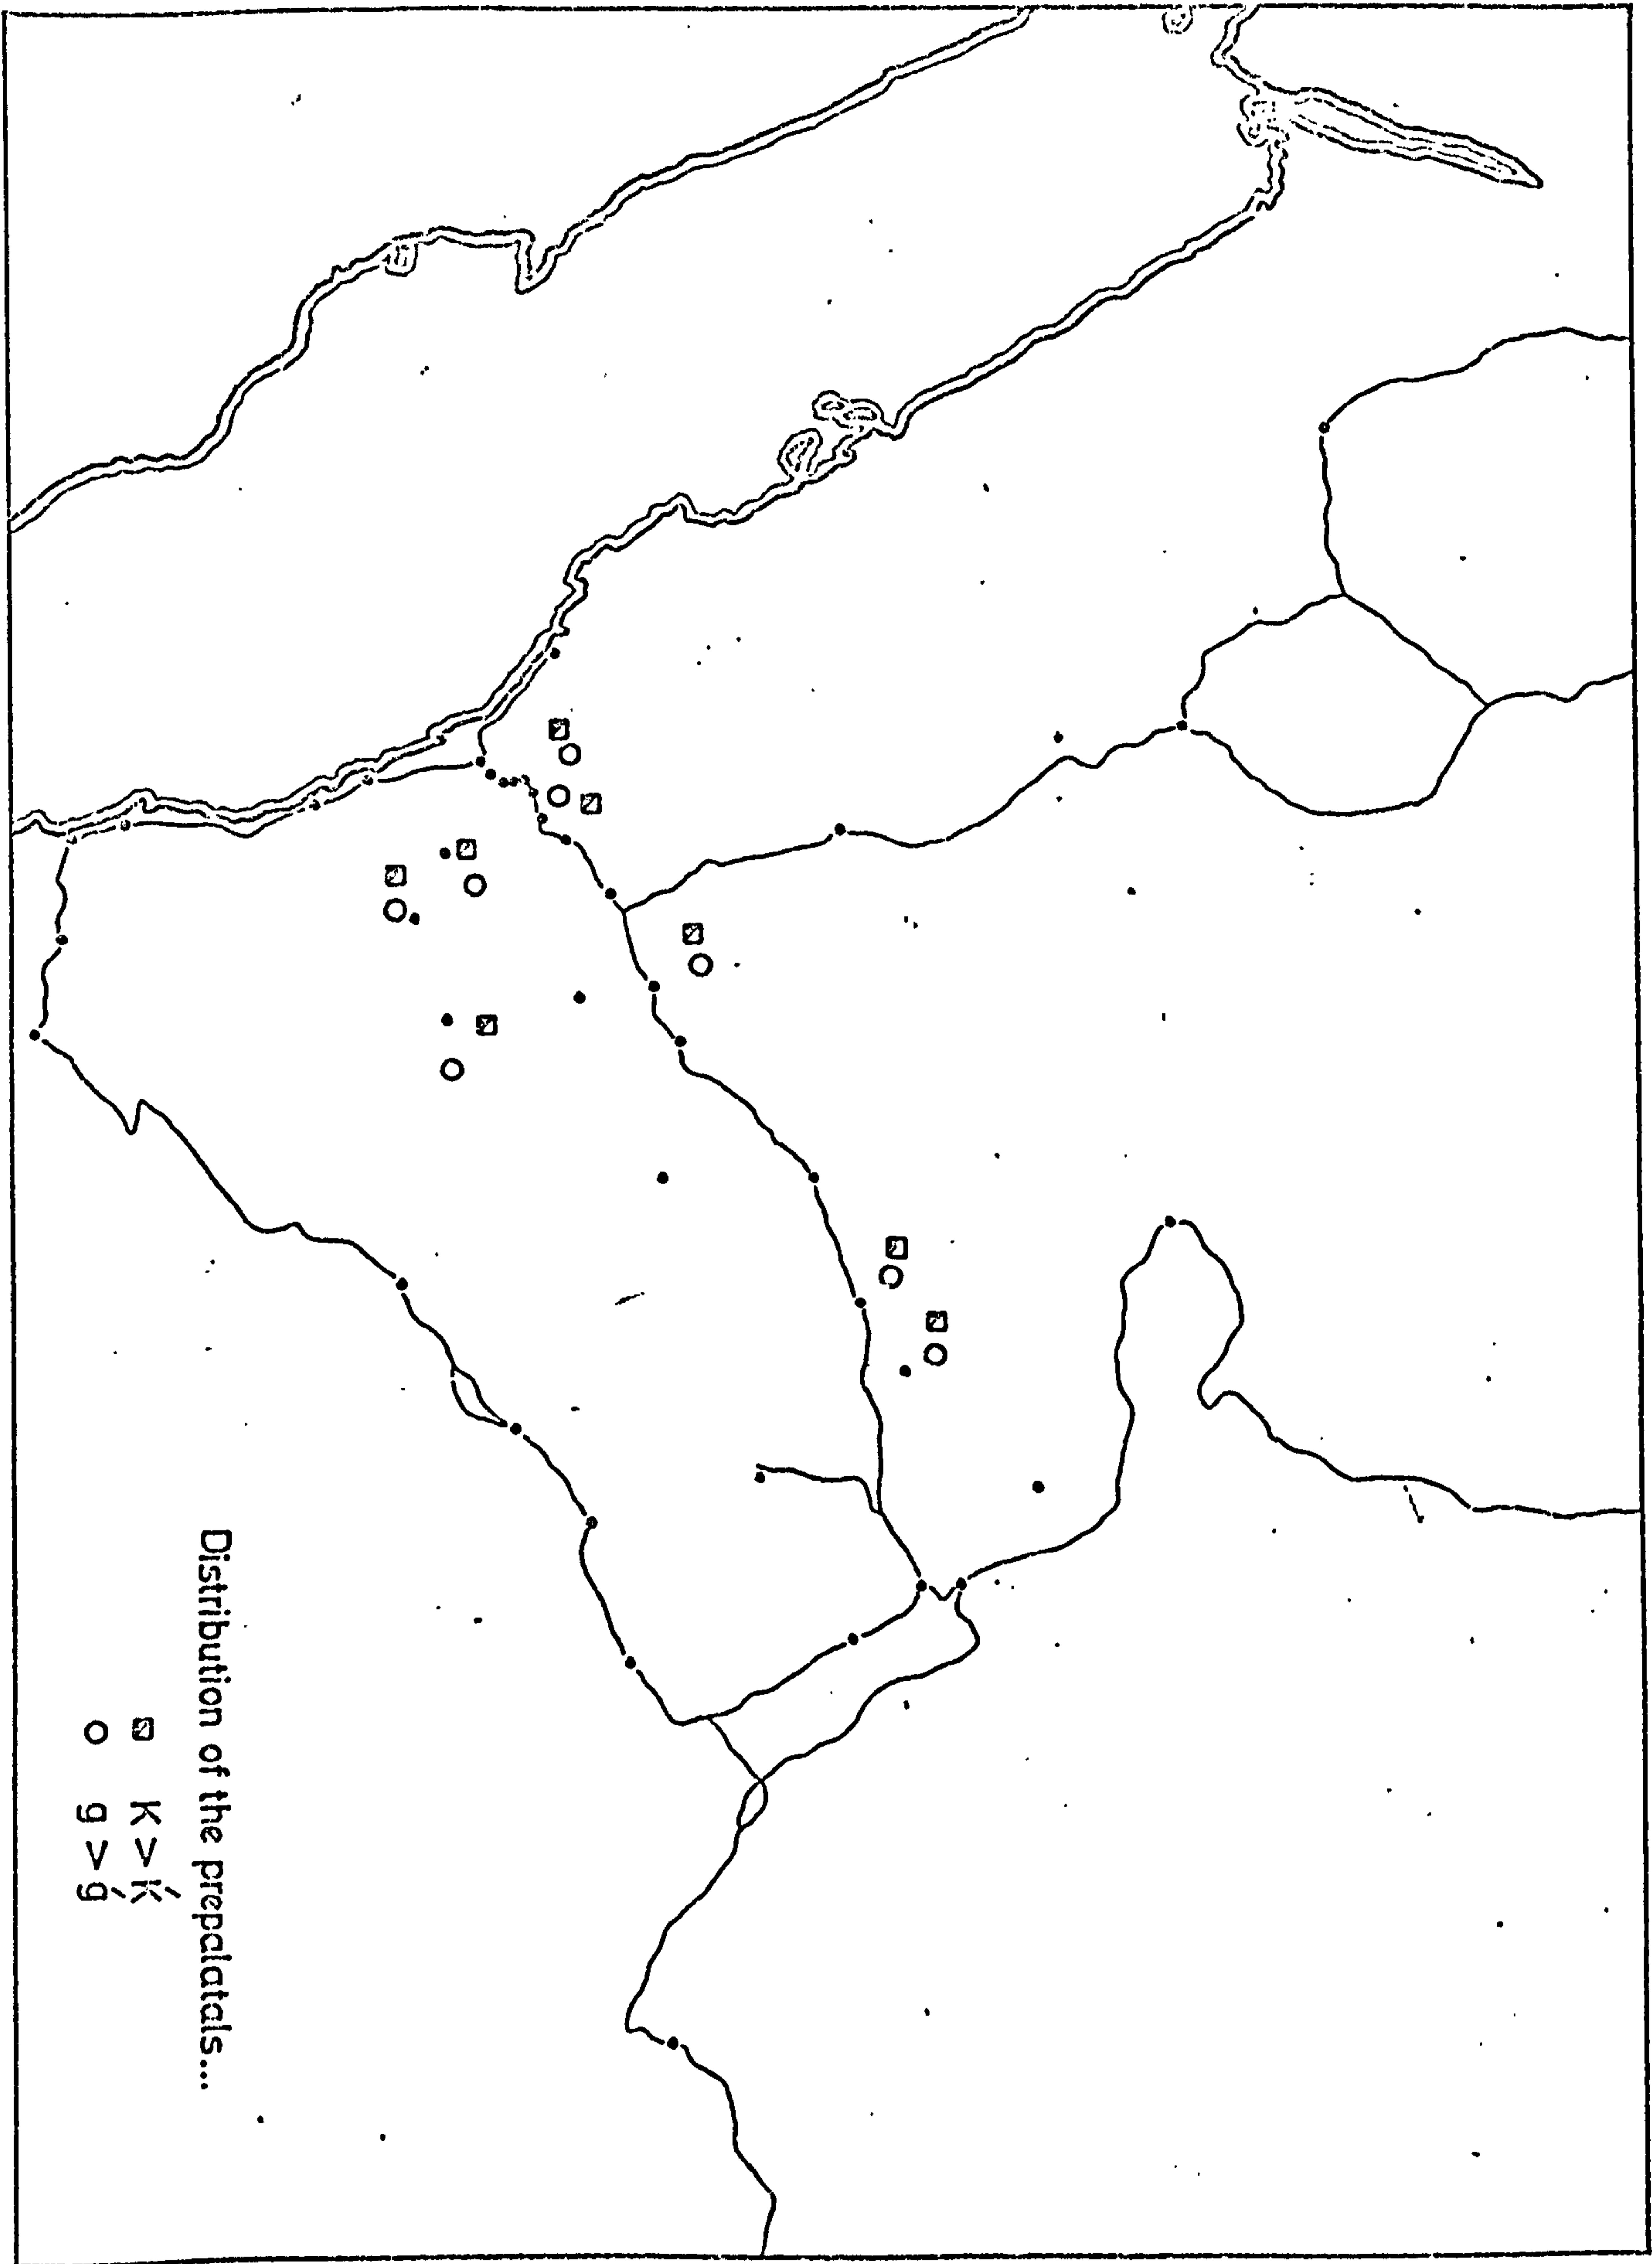 Distribution of the prepalatals...
K > Ḱ
g > ǵ